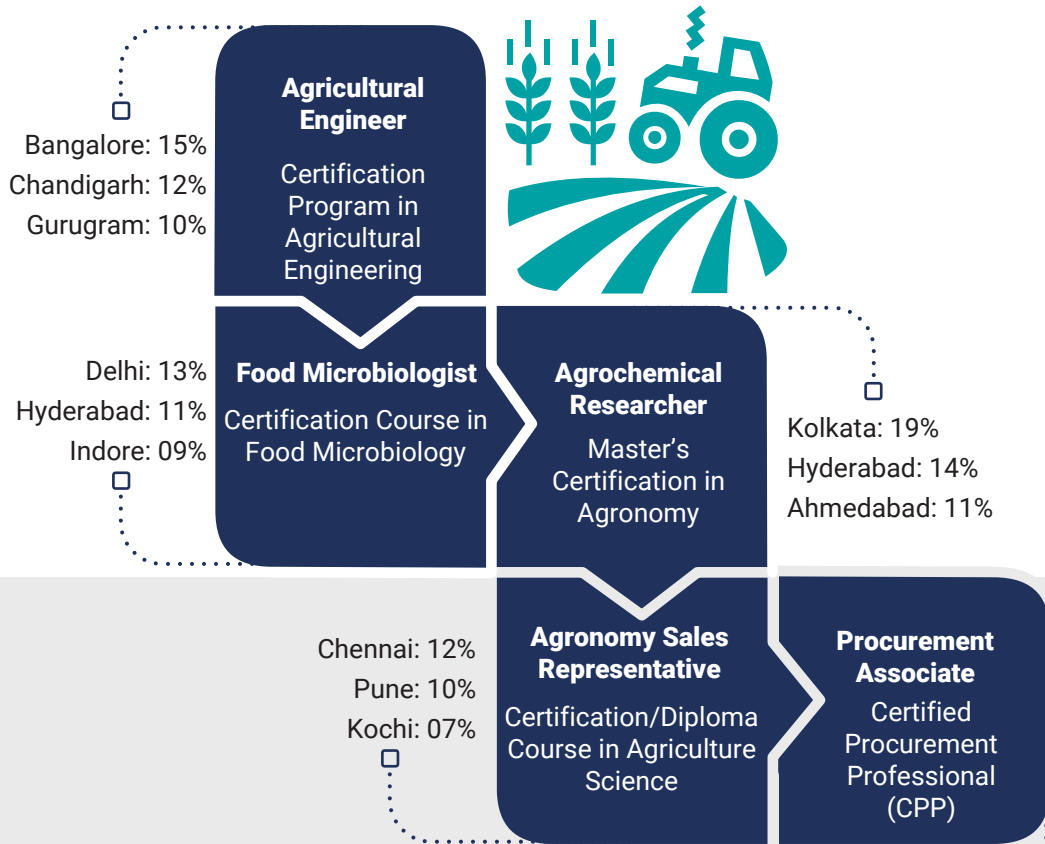 Agricultural
Engineer
Certification
Program in
Agricultural
Engineering
Bangalore: 15%
Chandigarh: 12%
Gurugram: 10%
Food Microbiologist
Certification Course in
Food Microbiology
Delhi: 13%
Hyderabad: 11%
Indore: 09%
Agrochemical
Researcher
Master’s
Certification in
Agronomy
Kolkata: 19%
Hyderabad: 14%
Ahmedabad: 11%
Agronomy Sales
Representative
Certification/Diploma
Course in Agriculture
Science
Chennai: 12%
Pune: 10%
Kochi: 07%
Procurement
Associate
Certified
Procurement
Professional
(CPP)